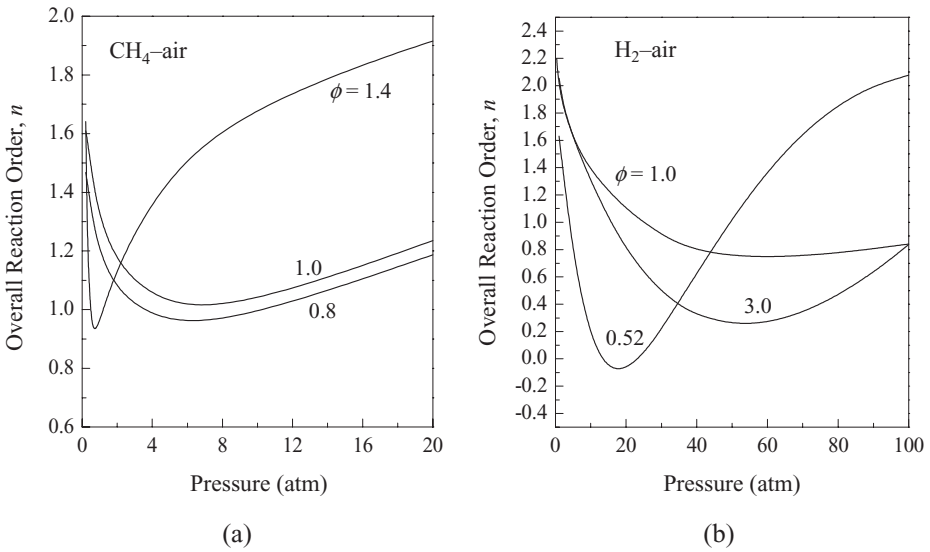 2.0
1.8
1.6
1.4
1.2
1.0
0.8
0.6
0 4 8 12 16 20
Overall Reaction Order, n
Pressure (atm)
CH4–air
ϕ = 1.4
1.0
0.8
(a)
2.4
2.2
2.0
1.8
1.6
1.4
1.2
1.0
0.8
0.6
0.4
0.2
0.0
-0.2
-0.4
0 20 40 60 80 100
Overall Reaction Order, n
Pressure (atm)
H2–air
ϕ = 1.0
3.0
0.52
(b)